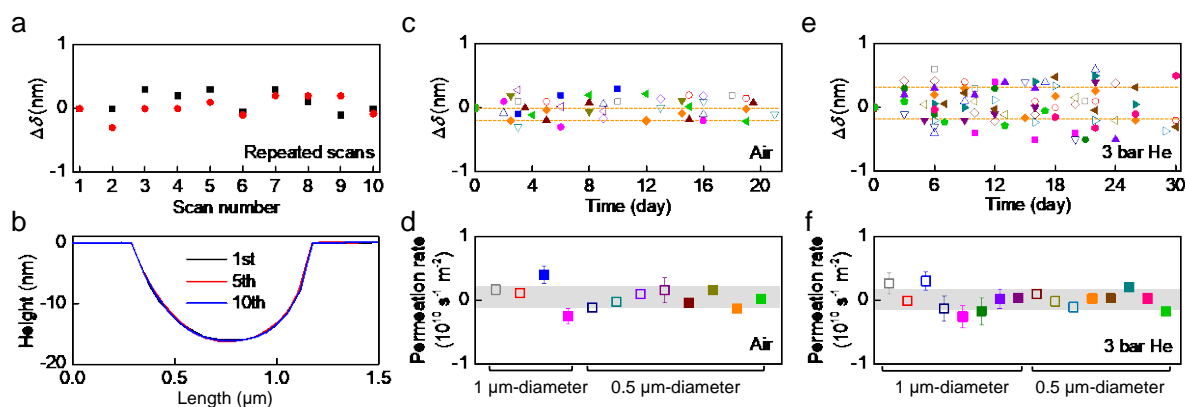 a
1
0
-1
Δδ(nm)
Repeated scans
1 2 3 4 5 6 7 8 9 10
Scan number
b
0
-10
-20
Height(nm)
1st
5th
10th
0.0 0.5 1.0 1.5
Length (µm)
c
1
0
-1
Δδ(nm)
Air
0 4 8 12 16 20
Time (day)
d
1
0
-1
Permeation rate
(10¹⁰ s⁻¹ m⁻²)
Air
1 µm-diameter 0.5 µm-diameter
e
1
0
-1
Δδ(nm)
3 bar He
0 6 12 18 24 30
Time (day)
f
1
0
-1
Permeation rate
(10¹⁰ s⁻¹ m⁻²)
3 bar He
1 µm-diameter 0.5 µm-diameter